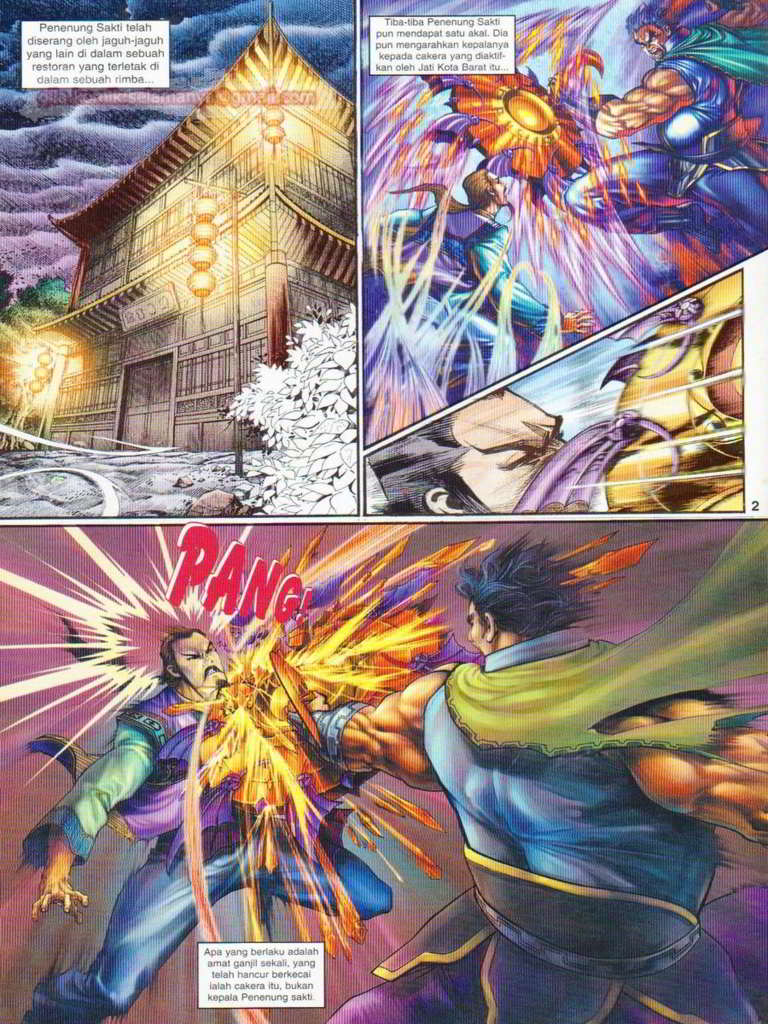 Penenung Sakti telah
diserang oleh jaguh-jaguh
yang lain di dalam sebuah
restoran yang terletak di
dalam sebuah rimba...
Tiba-tiba Penenung Sakti
pun mendapat satu akal. Dia
pun mengarahkan kepalanya
kepada cakera yang diaktif-
kan oleh Jati Kota Barat itu...
2
PANG!
Apa yang berlaku adalah
amat ganjil sekali, yang
telah hancur berkecai
ialah cakera itu, bukan
kepala Penenung sakti.